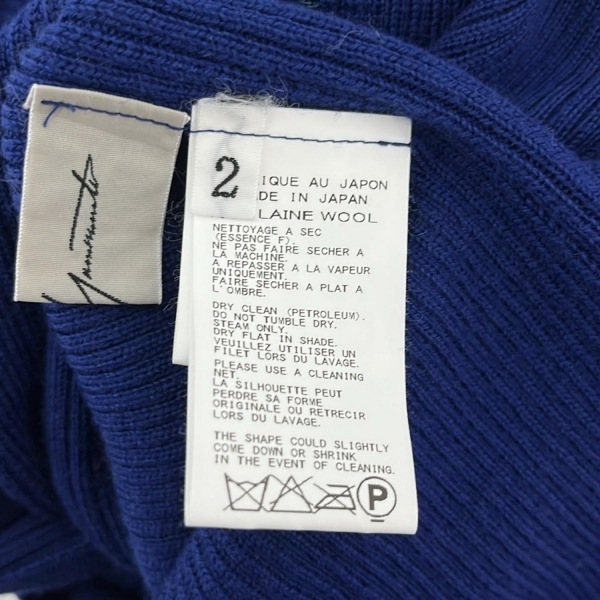 Yamamoto
2
IQUE AU JAPON
DE IN JAPAN
LAINE WOOL
NETTOYAGE A SEC
(ESSENCE F).
NE PAS FAIRE SECHER A
LA MACHINE.
A REPASSER A LA VAPEUR
UNIQUEMENT.
FAIRE SECHER A PLAT A
L'OMBRE.
DRY CLEAN (PETROLEUM).
DO NOT TUMBLE DRY.
STEAM ONLY.
DRY FLAT IN SHADE.
VEUILLEZ UTILISER UN
FILET LORS DU LAVAGE.
PLEASE USE A CLEANING
NET.
LA SILHOUETTE PEUT
PERDRE SA FORME
ORIGINALE OU RETRECIR
LORS DU LAVAGE.
THE SHAPE COULD SLIGHTLY
COME DOWN OR SHRINK
IN THE EVENT OF CLEANING.
P